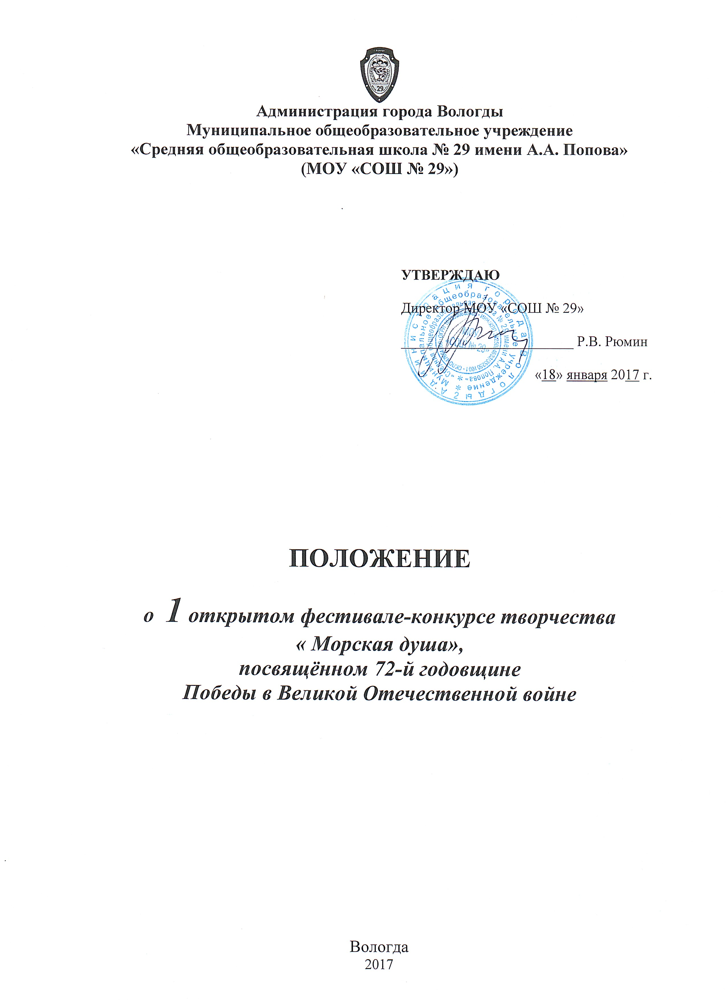 29
Администрация города Вологды
Муниципальное общеобразовательное учреждение
«Средняя общеобразовательная школа № 29 имени А.А. Попова»
(МОУ «СОШ № 29»)
УТВЕРЖДАЮ
Директор МОУ «СОШ № 29»
Р.В. Рюмин
«18» января 2017 г.
Администрация города Вологды 2
Муниципальное общеобразовательное учреждение
«Средняя общеобразовательная школа № 29 имени А.А. Попова»
МОУ
«СОШ № 29»
ПОЛОЖЕНИЕ
о 1 открытом фестивале-конкурсе творчества
« Морская душа»,
посвящённом 72-й годовщине
Победы в Великой Отечественной войне
Вологда
2017